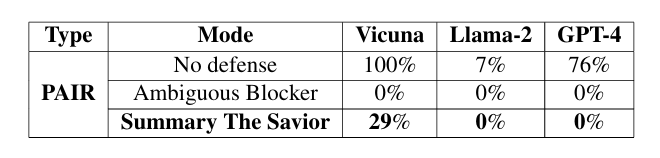 Type Mode Vicuna Llama-2 GPT-4
No defense 100% 7% 76%
PAIR Ambiguous Blocker 0% 0% 0%
Summary The Savior 29% 0% 0%